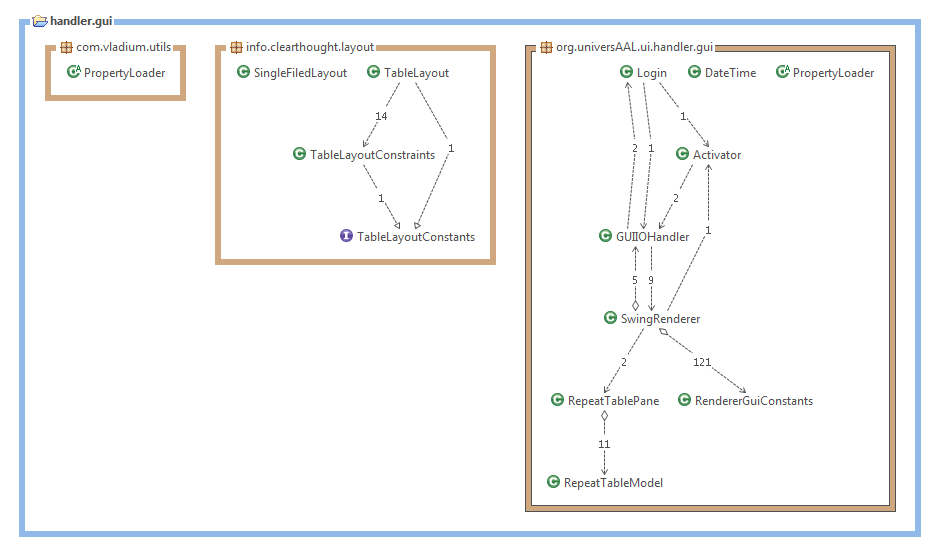 handler.gui
com.vladium.utils
PropertyLoader
info.clearthought.layout
SingleFiledLayout
TableLayout
14
1
TableLayoutConstraints
1
TableLayoutConstants
org.universAAL.ui.handler.gui
Login
DateTime
PropertyLoader
1
2
1
Activator
2
GUIIOHandler
1
5
9
SwingRenderer
2
121
RepeatTablePane
RendererGuiConstants
11
RepeatTableModel